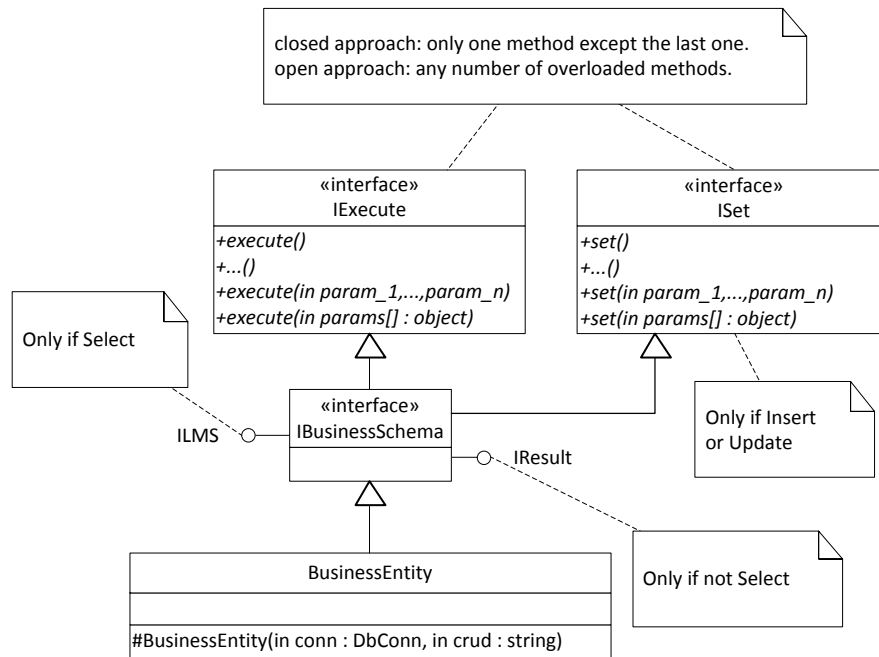 closed approach: only one method except the last one.
open approach: any number of overloaded methods.
«interface»
IExecute
+execute()
+...()
+execute(in param_1,...,param_n)
+execute(in params[] : object)
«interface»
ISet
+set()
+...()
+set(in param_1,...,param_n)
+set(in params[] : object)
Only if Select
«interface»
IBusinessSchema
ILMS
IResult
Only if Insert
or Update
Only if not Select
BusinessEntity
#BusinessEntity(in conn : DbConn, in crud : string)